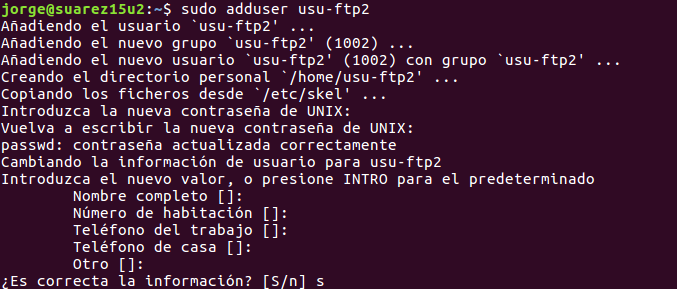 jorge@suarez15u2:~$ sudo adduser usu-ftp2
Añadiendo el usuario `usu-ftp2' ...
Añadiendo el nuevo grupo `usu-ftp2' (1002) ...
Añadiendo el nuevo usuario `usu-ftp2' (1002) con grupo `usu-ftp2' ...
Creando el directorio personal `/home/usu-ftp2' ...
Copiando los ficheros desde `/etc/skel' ...
Introduzca la nueva contraseña de UNIX:
Vuelva a escribir la nueva contraseña de UNIX:
passwd: contraseña actualizada correctamente
Cambiando la información de usuario para usu-ftp2
Introduzca el nuevo valor, o presione INTRO para el predeterminado
Nombre completo []:
Número de habitación []:
Teléfono del trabajo []:
Teléfono de casa []:
Otro []:
¿Es correcta la información? [S/n] s